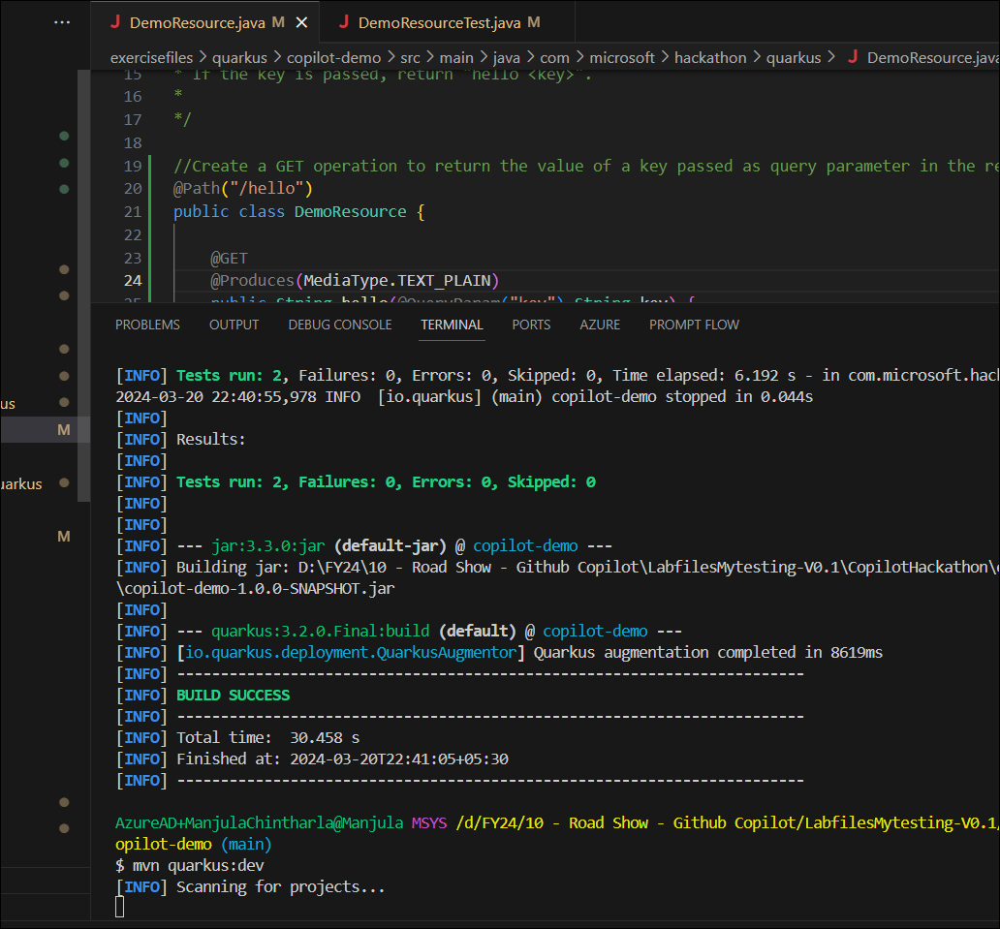 ··· J DemoResource.java M × J DemoResourceTest.java M
exercisefiles > quarkus > copilot-demo > src > main > java > com > microsoft > hackathon > quarkus > J DemoResource.java
15 * If the key is passed, return "hello <key>".
16 *
17 */
18
19 //Create a GET operation to return the value of a key passed as query parameter in the re
20 @Path("/hello")
21 public class DemoResource {
22
23 @GET
24 @Produces(MediaType.TEXT_PLAIN)
25 public String hello(@QueryParam("key") String key) {
PROBLEMS OUTPUT DEBUG CONSOLE TERMINAL PORTS AZURE PROMPT FLOW
[INFO] Tests run: 2, Failures: 0, Errors: 0, Skipped: 0, Time elapsed: 6.192 s - in com.microsoft.hac
2024-03-20 22:40:55,978 INFO [io.quarkus] (main) copilot-demo stopped in 0.044s
us
[INFO]
M
[INFO] Results:
[INFO]
uarkus
[INFO] Tests run: 2, Failures: 0, Errors: 0, Skipped: 0
[INFO]
[INFO]
M
[INFO] --- jar:3.3.0:jar (default-jar) @ copilot-demo ---
[INFO] Building jar: D:\FY24\10 - Road Show - Github Copilot\LabfilesMytesting-V0.1\CopilotHackathon\
\copilot-demo-1.0.0-SNAPSHOT.jar
[INFO]
[INFO] --- quarkus:3.2.0.Final:build (default) @ copilot-demo ---
[INFO] [io.quarkus.deployment.QuarkusAugmentor] Quarkus augmentation completed in 8619ms
[INFO] ------------------------------------------------------------------------
[INFO] BUILD SUCCESS
[INFO] ------------------------------------------------------------------------
[INFO] Total time:  30.458 s
[INFO] Finished at: 2024-03-20T22:41:05+05:30
[INFO] ------------------------------------------------------------------------
AzureAD+ManjulaChintharla@Manjula MSYS /d/FY24/10 - Road Show - Github Copilot/LabfilesMytesting-V0.1/
opilot-demo (main)
$ mvn quarkus:dev
[INFO] Scanning for projects...